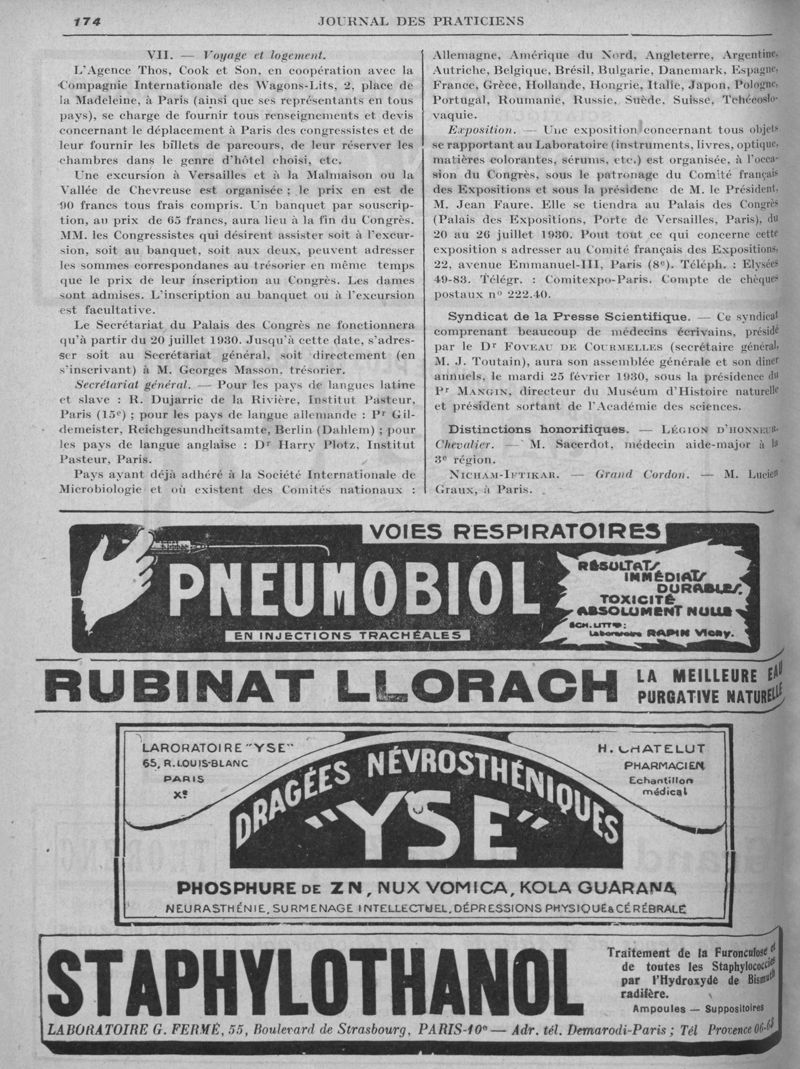 174
JOURNAL DES PRATICIENS
VII. — Voyage et logement.
L'Agence Thos, Cook et Son, en coopération avec la
Compagnie Internationale des Wagons-Lits, 2, place de
la Madeleine, à Paris (ainsi que ses représentants en tous
pays), se charge de fournir tous renseignements et devis
concernant le déplacement à Paris des congressistes et de
leur fournir les billets de parcours, de leur réserver les
chambres dans le genre d'hôtel choisi, etc.
Une excursion à Versailles et à la Malmaison ou la
Vallée de Chevreuse est organisée ; le prix en est de
90 francs tous frais compris. Un banquet par souscrip-
tion, au prix de 65 francs, aura lieu à la fin du Congrès.
MM. les Congressistes qui désirent assister soit à l'excur-
sion, soit au banquet, soit aux deux, peuvent adresser
les sommes correspondanes au trésorier en même temps
que le prix de leur inscription au Congrès. Les dames
sont admises. L'inscription au banquet ou à l'excursion
est facultative.
Le Secrétariat du Palais des Congrès ne fonctionnera
qu'à partir du 20 juillet 1930. Jusqu'à cette date, s'adres-
ser soit au Secrétariat général, soit directement (en
s'inscrivant) à M. Georges Masson, trésorier.
Secrétariat général. — Pour les pays de langues latine
et slave : R. Dujarric de la Rivière, Institut Pasteur,
Paris (15e) ; pour les pays de langue allemande : Pr Gil-
demeister, Reichgesundheitsamte, Berlin (Dahlem) ; pour
les pays de langue anglaise : Dr Harry Plotz, Institut
Pasteur, Paris.
Pays ayant déjà adhéré à la Société Internationale de
Microbiologie et où existent des Comités nationaux :
Allemagne, Amérique du Nord, Angleterre, Argentine,
Autriche, Belgique, Brésil, Bulgarie, Danemark, Espagne,
France, Grèce, Hollande, Hongrie, Italie, Japon, Pologne,
Portugal, Roumanie, Russie, Suède, Suisse, Tchécoslo-
vaquie.
Exposition. — Une exposition concernant tous objets
se rapportant au Laboratoire (instruments, livres, optique,
matières colorantes, sérums, etc.) est organisée, à l'occa-
sion du Congrès, sous le patronage du Comité français
des Expositions et sous la présidenc de M. le Président,
M. Jean Faure. Elle se tiendra au Palais des Congrès
(Palais des Expositions, Porte de Versailles, Paris), du
20 au 26 juillet 1930. Pout tout ce qui concerne cette
exposition s adresser au Comité français des Expositions,
22, avenue Emmanuel-III, Paris (8e). Téléph. : Elysées
49-83. Télégr. : Comitexpo-Paris. Compte de chèques
postaux no 222.40.
Syndicat de la Presse Scientifique. — Ce syndicat
comprenant beaucoup de médecins écrivains, présidé
par le Dr FOVEAU DE COURMELLES (secrétaire général,
M. J. Toutain), aura son assemblée générale et son dîner
annuels, le mardi 25 février 1930, sous la présidence du
Pr MANGIN, directeur du Muséum d'Histoire naturelle
et président sortant de l'Académie des sciences.
Distinctions honorifiques. — LÉGION D'HONNEUR.
Chevalier. — M. Sacerdot, médecin aide-major à la
3e région.
NICHAM-IFTIKAR. — Grand Cordon. — M. Lucien
Graux, à Paris.
VOIES RESPIRATOIRES
PNEUMOBIOL
EN INJECTIONS TRACHÉALES
RÉSULTATS
IMMÉDIATS
DURABLES.
TOXICITÉ
ABSOLUMENT NULLE
ECH. LITTre :
Laboratoire RAPIN Vichy.
RUBINAT LLORACH
LA MEILLEURE EAU
PURGATIVE NATURELLE
LABORATOIRE "YSE"
65, R. LOUIS-BLANC
PARIS
Xe
H. CHATELUT
PHARMACIEN
Echantillon
médical
DRAGÉES NÉVROSTHÉNIQUES
"YSE"
PHOSPHURE DE ZN, NUX VOMICA, KOLA GUARANA
NEURASTHÉNIE, SURMENAGE INTELLECTUEL, DÉPRESSIONS PHYSIQUE & CÉRÉBRALE
STAPHYLOTHANOL
Traitement de la Furonculose et
de toutes les Staphylococcies
par l'Hydroxyde de Bismuth
radifère.
Ampoules — Suppositoires
LABORATOIRE G. FERMÉ, 55, Boulevard de Strasbourg, PARIS-10e — Adr. tél. Demarodi-Paris ; Tél Provence 06-68